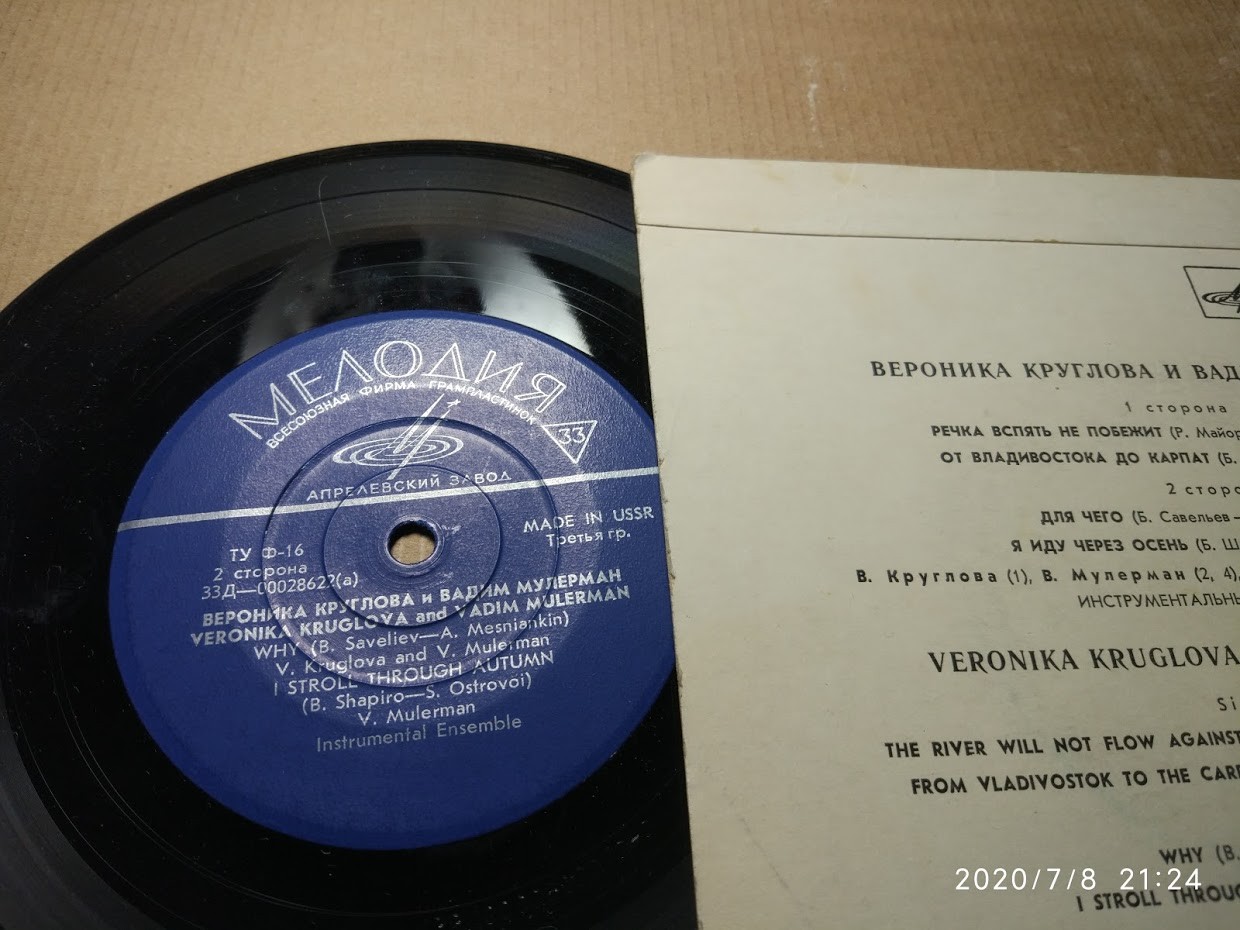 МЕЛОДИЯ
ВСЕСОЮЗНАЯ ФИРМА ГРАМПЛАСТИНОК
33
АПРЕЛЕВСКИЙ ЗАВОД
MADE IN USSR
Третья гр.
ТУ Ф-16
2 сторона
33Д—00028622(а)
ВЕРОНИКА КРУГЛОВА и ВАДИМ МУЛЕРМАН
VERONIKA KRUGLOVA and VADIM MULERMAN
WHY (B. Saveliev—A. Mesniankin)
V. Kruglova and V. Mulerman
I STROLL THROUGH AUTUMN
(B. Shapiro—S. Ostrovoi)
V. Mulerman
Instrumental Ensemble
ВЕРОНИКА КРУГЛОВА И ВАД
1 сторона
РЕЧКА ВСПЯТЬ НЕ ПОБЕЖИТ (Р. Майор
ОТ ВЛАДИВОСТОКА ДО КАРПАТ (Б.
2 сторо
ДЛЯ ЧЕГО (Б. Савельев—
Я ИДУ ЧЕРЕЗ ОСЕНЬ (Б. Ш
В. Круглова (1), В. Мулерман (2, 4),
ИНСТРУМЕНТАЛЬНЫ
VERONIKA KRUGLOVA
Si
THE RIVER WILL NOT FLOW AGAINST
FROM VLADIVOSTOK TO THE CARP
WHY (B.
I STROLL THROUG
2020/7/8 21:24